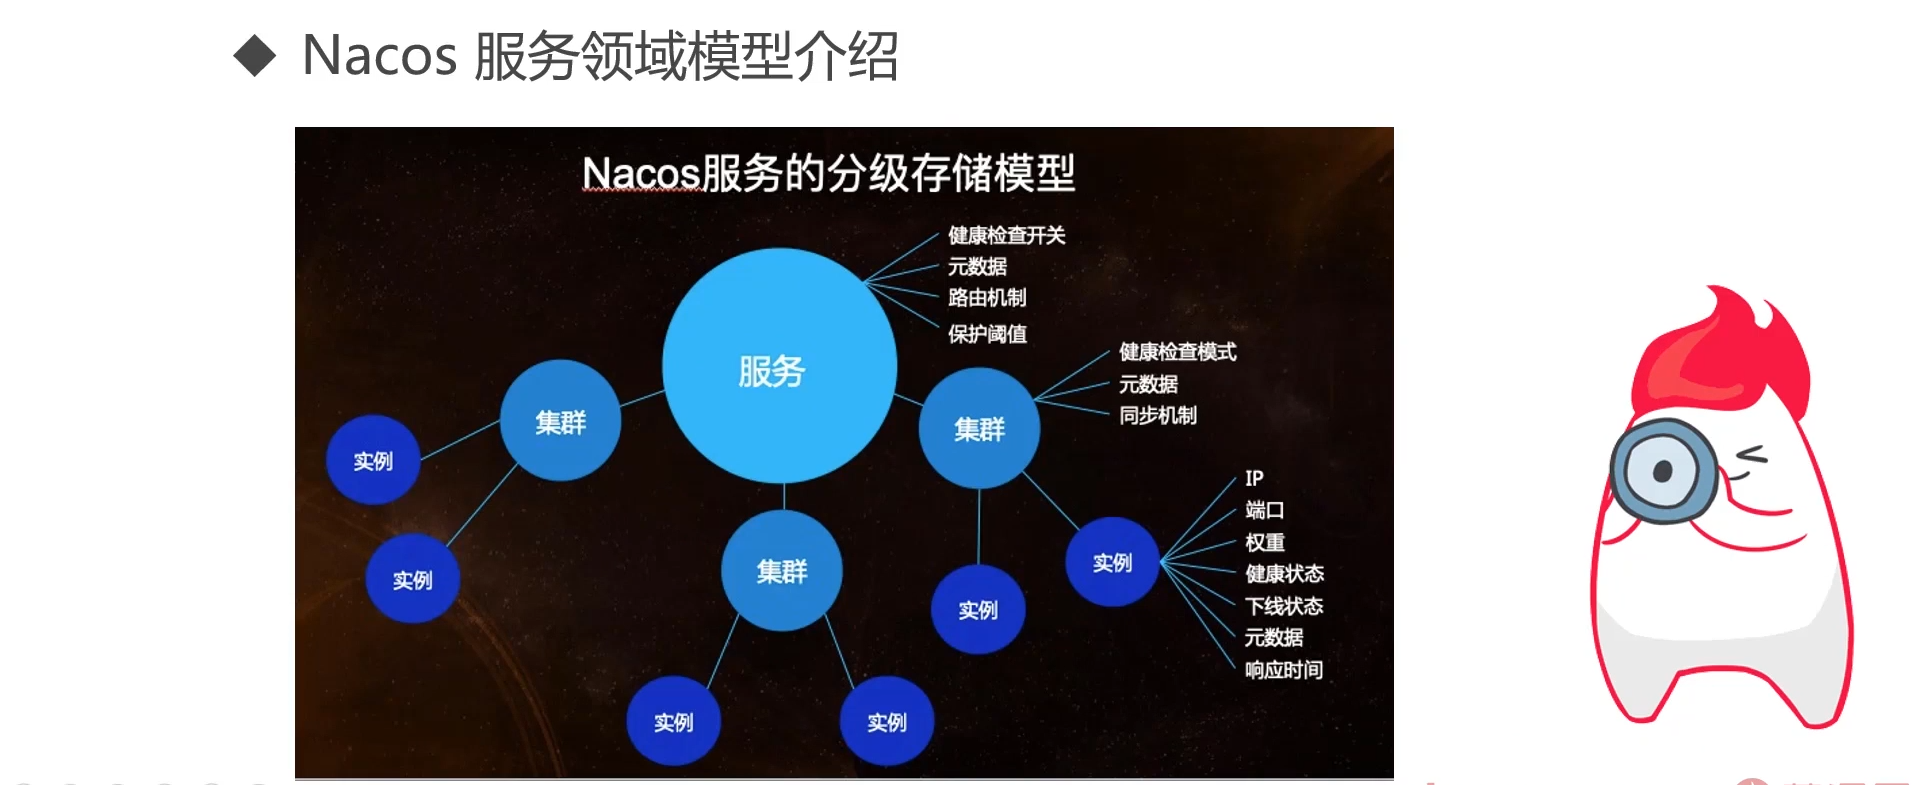 ◆ Nacos 服务领域模型介绍
Nacos服务的分级存储模型
健康检查开关
元数据
路由机制
保护阈值
服务
健康检查模式
元数据
同步机制
集群
集群
实例
IP
端口
权重
健康状态
下线状态
元数据
响应时间
实例
实例
集群
实例
实例
实例